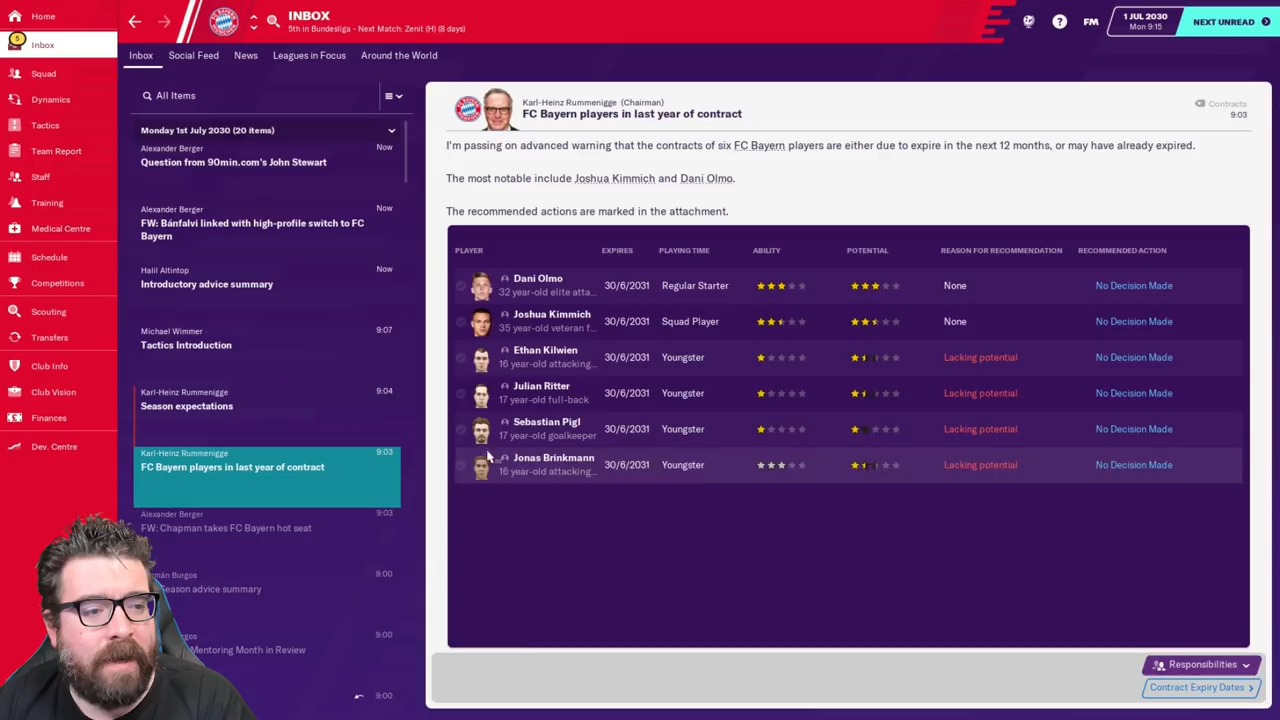 Home
5
Inbox
Squad
Dynamics
Tactics
Team Report
Staff
Training
Medical Centre
Schedule
Competitions
Scouting
Transfers
Club Info
Club Vision
Finances
Dev. Centre
INBOX
5th in Bundesliga - Next Match: Zenit (H) (8 days)
FM
1 JUL 2030
Mon 9:15
NEXT UNREAD
Inbox
Social Feed
News
Leagues in Focus
Around the World
All Items
Monday 1st July 2030 (20 items)
Alexander Berger Now
Question from 90min.com's John Stewart
Alexander Berger Now
FW: Bánfalvi linked with high-profile switch to FC
Bayern
Halil Altintop Now
Introductory advice summary
Michael Wimmer 9:07
Tactics Introduction
Karl-Heinz Rummenigge 9:04
Season expectations
Karl-Heinz Rummenigge 9:03
FC Bayern players in last year of contract
Alexander Berger 9:03
FW: Chapman takes FC Bayern hot seat
Burgos 9:00
Season advice summary
Burgos 9:00
Mentoring Month in Review
9:00
Karl-Heinz Rummenigge (Chairman)
FC Bayern players in last year of contract
Contracts
9:03
I'm passing on advanced warning that the contracts of six FC Bayern players are either due to expire in the next 12 months, or may have already expired.
The most notable include Joshua Kimmich and Dani Olmo.
The recommended actions are marked in the attachment.
PLAYER EXPIRES PLAYING TIME ABILITY POTENTIAL REASON FOR RECOMMENDATION RECOMMENDED ACTION
Dani Olmo
32 year-old elite atta... 30/6/2031 Regular Starter None No Decision Made
Joshua Kimmich
35 year-old veteran f... 30/6/2031 Squad Player None No Decision Made
Ethan Kilwien
16 year-old attacking... 30/6/2031 Youngster Lacking potential No Decision Made
Julian Ritter
17 year-old full-back 30/6/2031 Youngster Lacking potential No Decision Made
Sebastian Pigl
17 year-old goalkeeper 30/6/2031 Youngster Lacking potential No Decision Made
Jonas Brinkmann
16 year-old attacking... 30/6/2031 Youngster Lacking potential No Decision Made
Responsibilities
Contract Expiry Dates